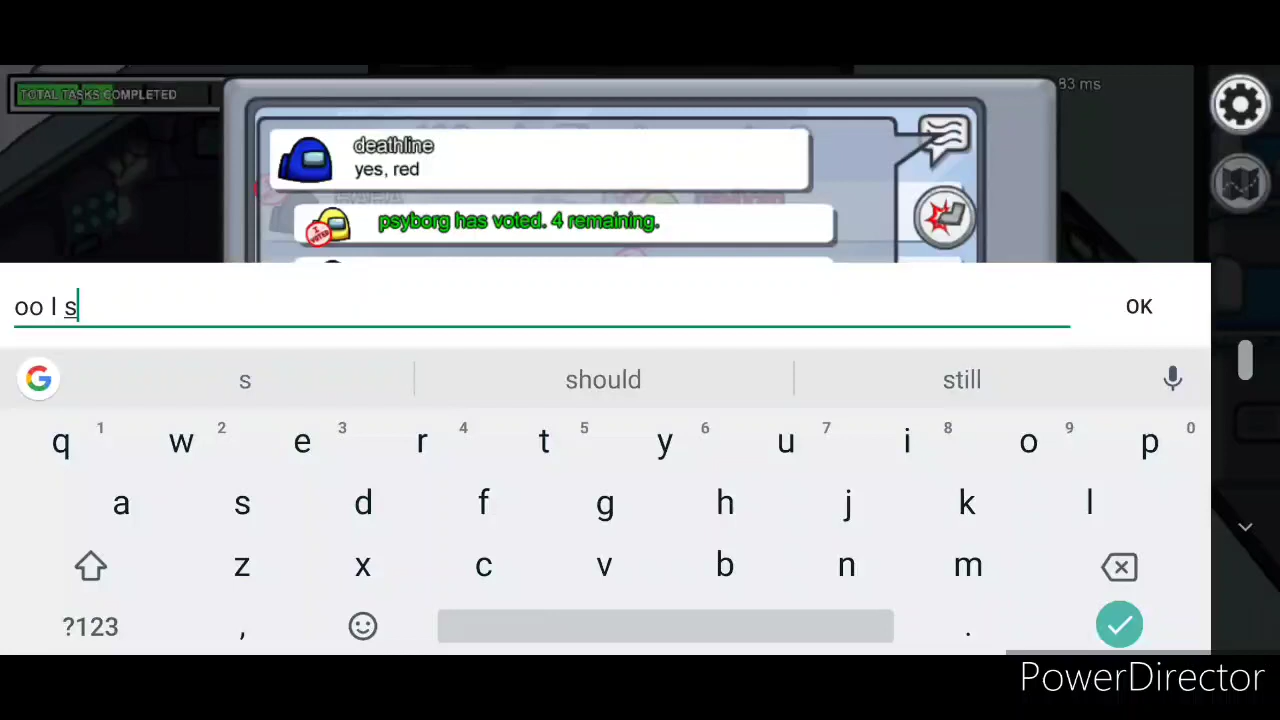 TOTAL TASKS COMPLETED
83 ms
deathline
yes, red
I VOTED
psyborg has voted. 4 remaining.
oo I s
OK
G
s should still
q 1 w 2 e 3 r 4 t 5 y 6 u 7 i 8 o 9 p 0
a s d f g h j k l
z x c v b n m
?123 , .
PowerDirector